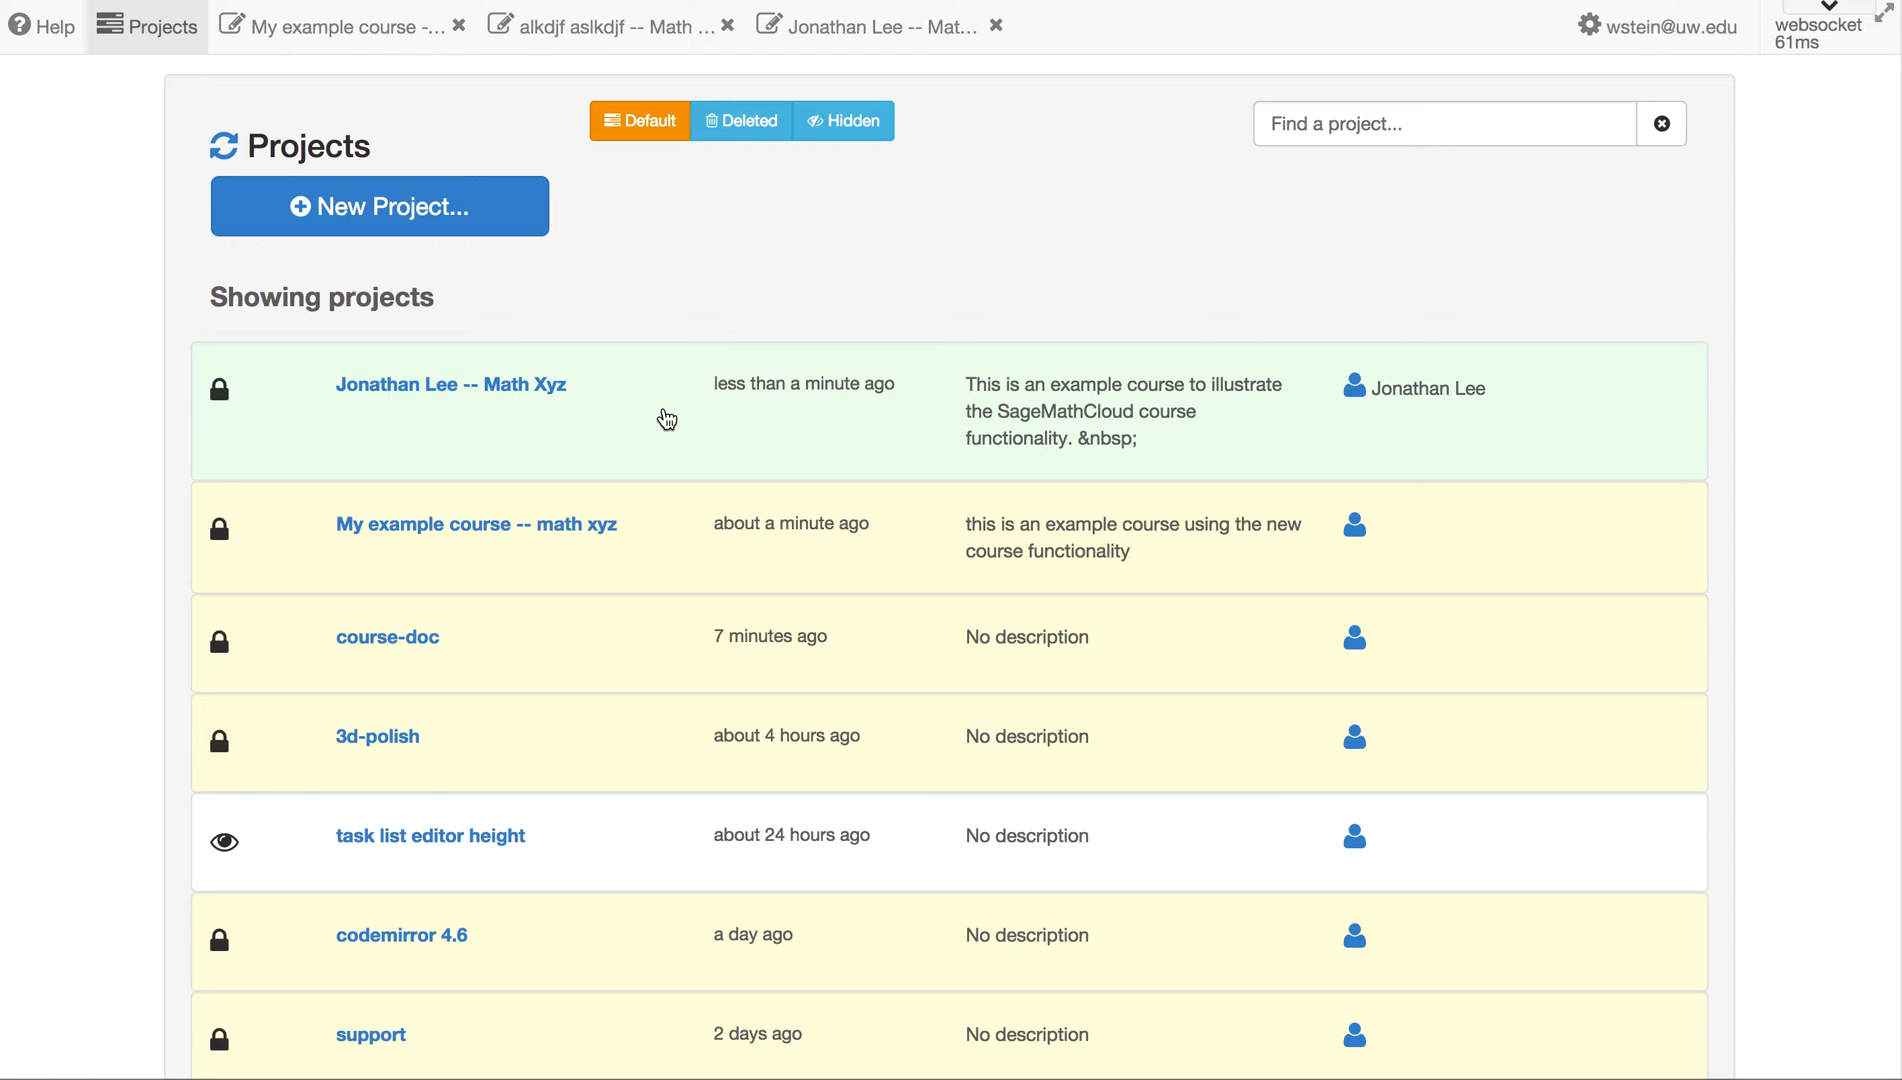 Help
Projects
My example course -...
alkdjf aslkdjf -- Math ...
Jonathan Lee -- Mat...
wstein@uw.edu
websocket
61ms
Projects
Default
Deleted
Hidden
Find a project...
New Project...
Showing projects
Jonathan Lee -- Math Xyz
less than a minute ago
This is an example course to illustrate
the SageMathCloud course
functionality. &nbsp;
Jonathan Lee
My example course -- math xyz
about a minute ago
this is an example course using the new
course functionality
course-doc
7 minutes ago
No description
3d-polish
about 4 hours ago
No description
task list editor height
about 24 hours ago
No description
codemirror 4.6
a day ago
No description
support
2 days ago
No description